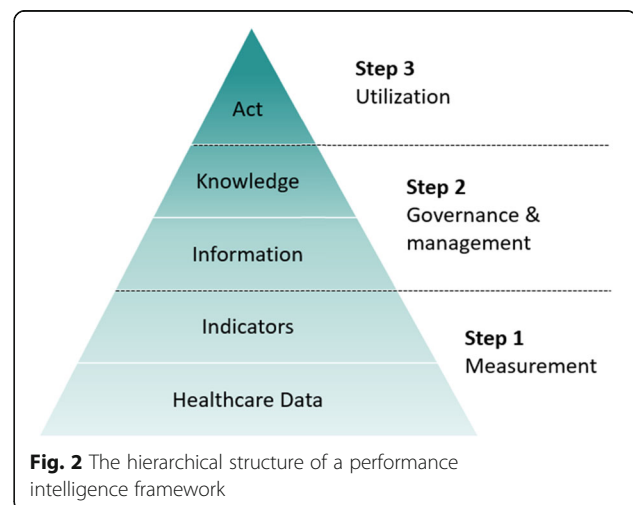 Step 3
Utilization
Act
Step 2
Governance &
management
Knowledge
Information
Step 1
Measurement
Indicators
Healthcare Data
Fig. 2 The hierarchical structure of a performance
intelligence framework